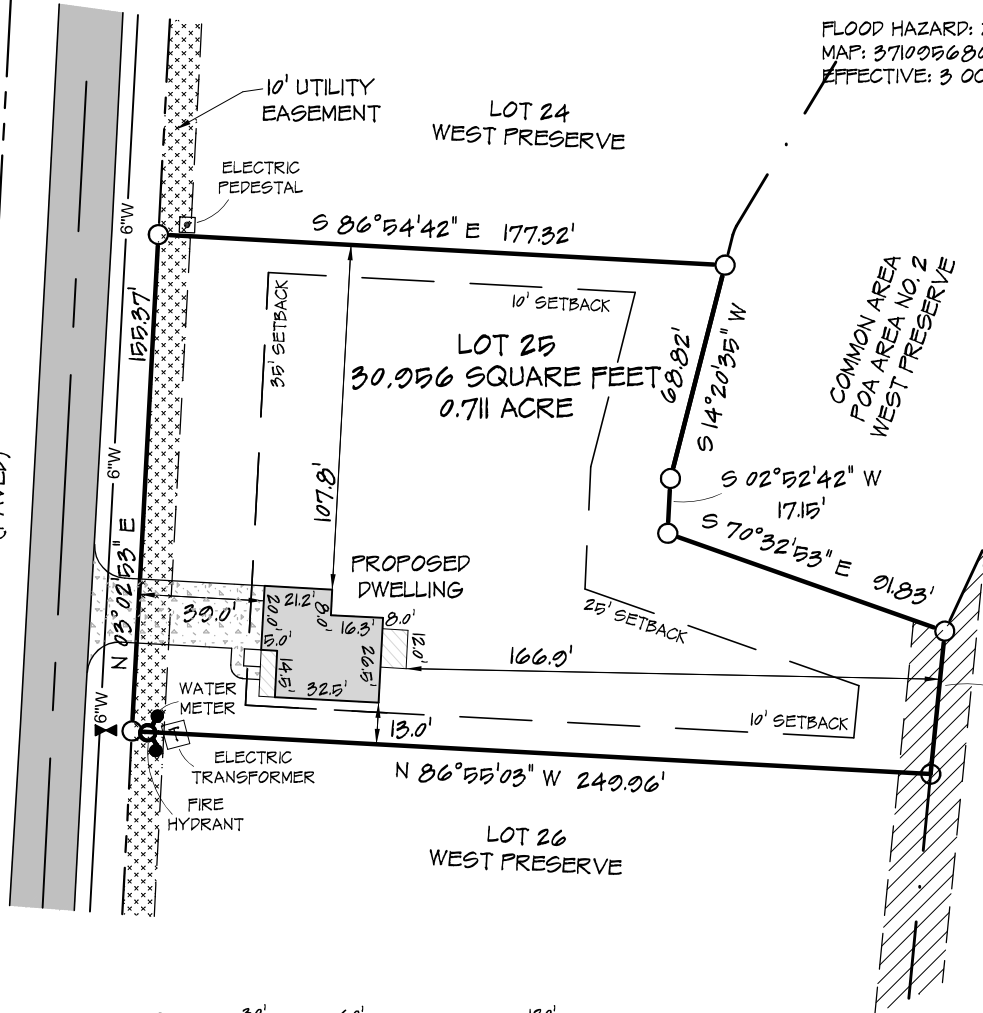 FLOOD HAZARD:
MAP: 37109568
EFFECTIVE: 3
10' UTILITY
EASEMENT
LOT 24
WEST PRESERVE
ELECTRIC
PEDESTAL
6"W
S 86°54'42" E 177.32'
155.37'
35' SETBACK
10' SETBACK
LOT 25
30,956 SQUARE FEET
0.711 ACRE
68.82'
S 14°20'35" W
COMMON AREA
POA AREA NO. 2
WEST PRESERVE
6"W
107.8'
S 02°52'42" W
17.15'
S 70°32'53" E 91.83'
N 03°02'53" E
PROPOSED
DWELLING
39.0'
20.0'
21.2'
8.0'
16.3'
8.0'
25' SETBACK
5.0'
14.5'
26.5'
12.0'
32.5'
166.9'
WATER
METER
6"W
13.0'
10' SETBACK
ELECTRIC
TRANSFORMER
N 86°55'03" W 249.96'
FIRE
HYDRANT
LOT 26
WEST PRESERVE